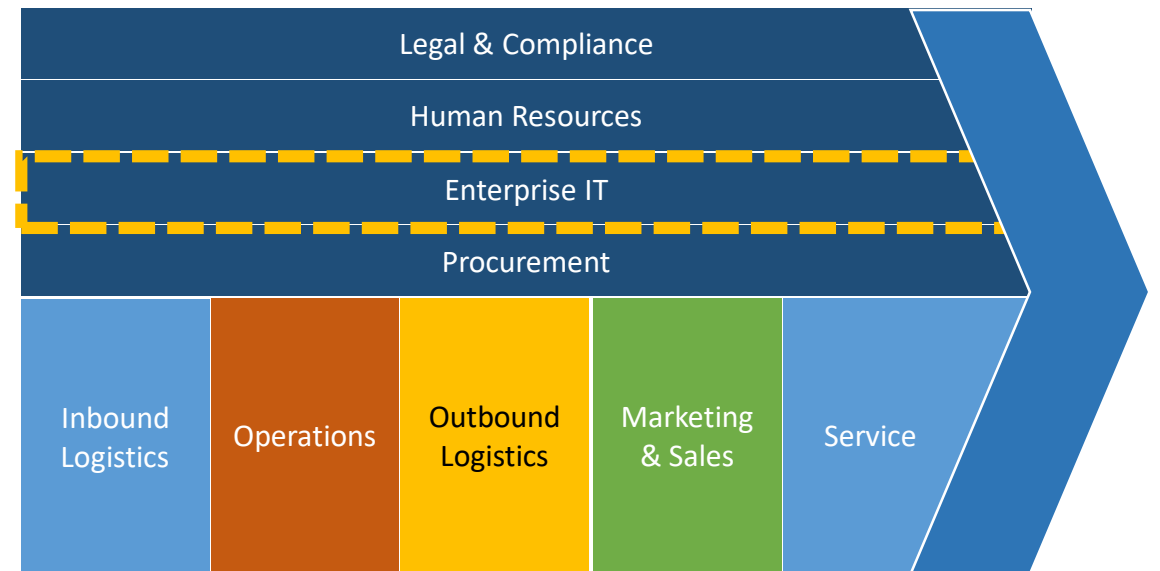 Legal & Compliance
Human Resources
Enterprise IT
Procurement
Inbound
Logistics
Operations
Outbound
Logistics
Marketing
& Sales
Service